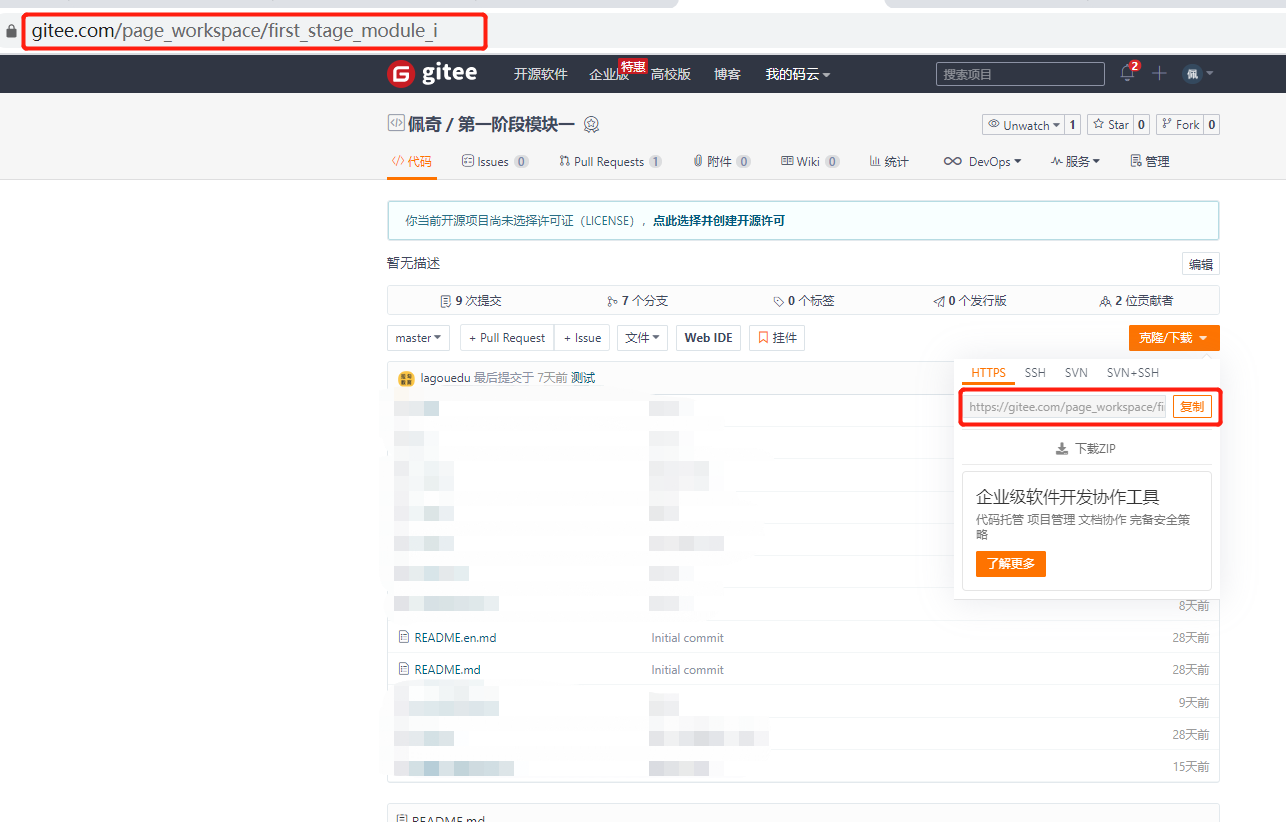 gitee.com/page_workspace/first_stage_module_i
gitee 开源软件 企业版 特惠 高校版 博客 我的码云 搜索项目 2 佩
佩奇 / 第一阶段模块一 Unwatch 1 Star 0 Fork 0
代码 Issues 0 Pull Requests 1 附件 0 Wiki 0 统计 DevOps 服务 管理
你当前开源项目尚未选择许可证（LICENSE），点此选择并创建开源许可
暂无描述 编辑
9 次提交 7 个分支 0 个标签 0 个发行版 2 位贡献者
master + Pull Request + Issue 文件 Web IDE 挂件 克隆/下载
lagouedu 最后提交于 7天前 测试
HTTPS SSH SVN SVN+SSH
https://gitee.com/page_workspace/fi 复制
下载ZIP
企业级软件开发协作工具
代码托管 项目管理 文档协作 完备安全策
略
了解更多
8天前
README.en.md Initial commit 28天前
README.md Initial commit 28天前
9天前
28天前
15天前
README.md